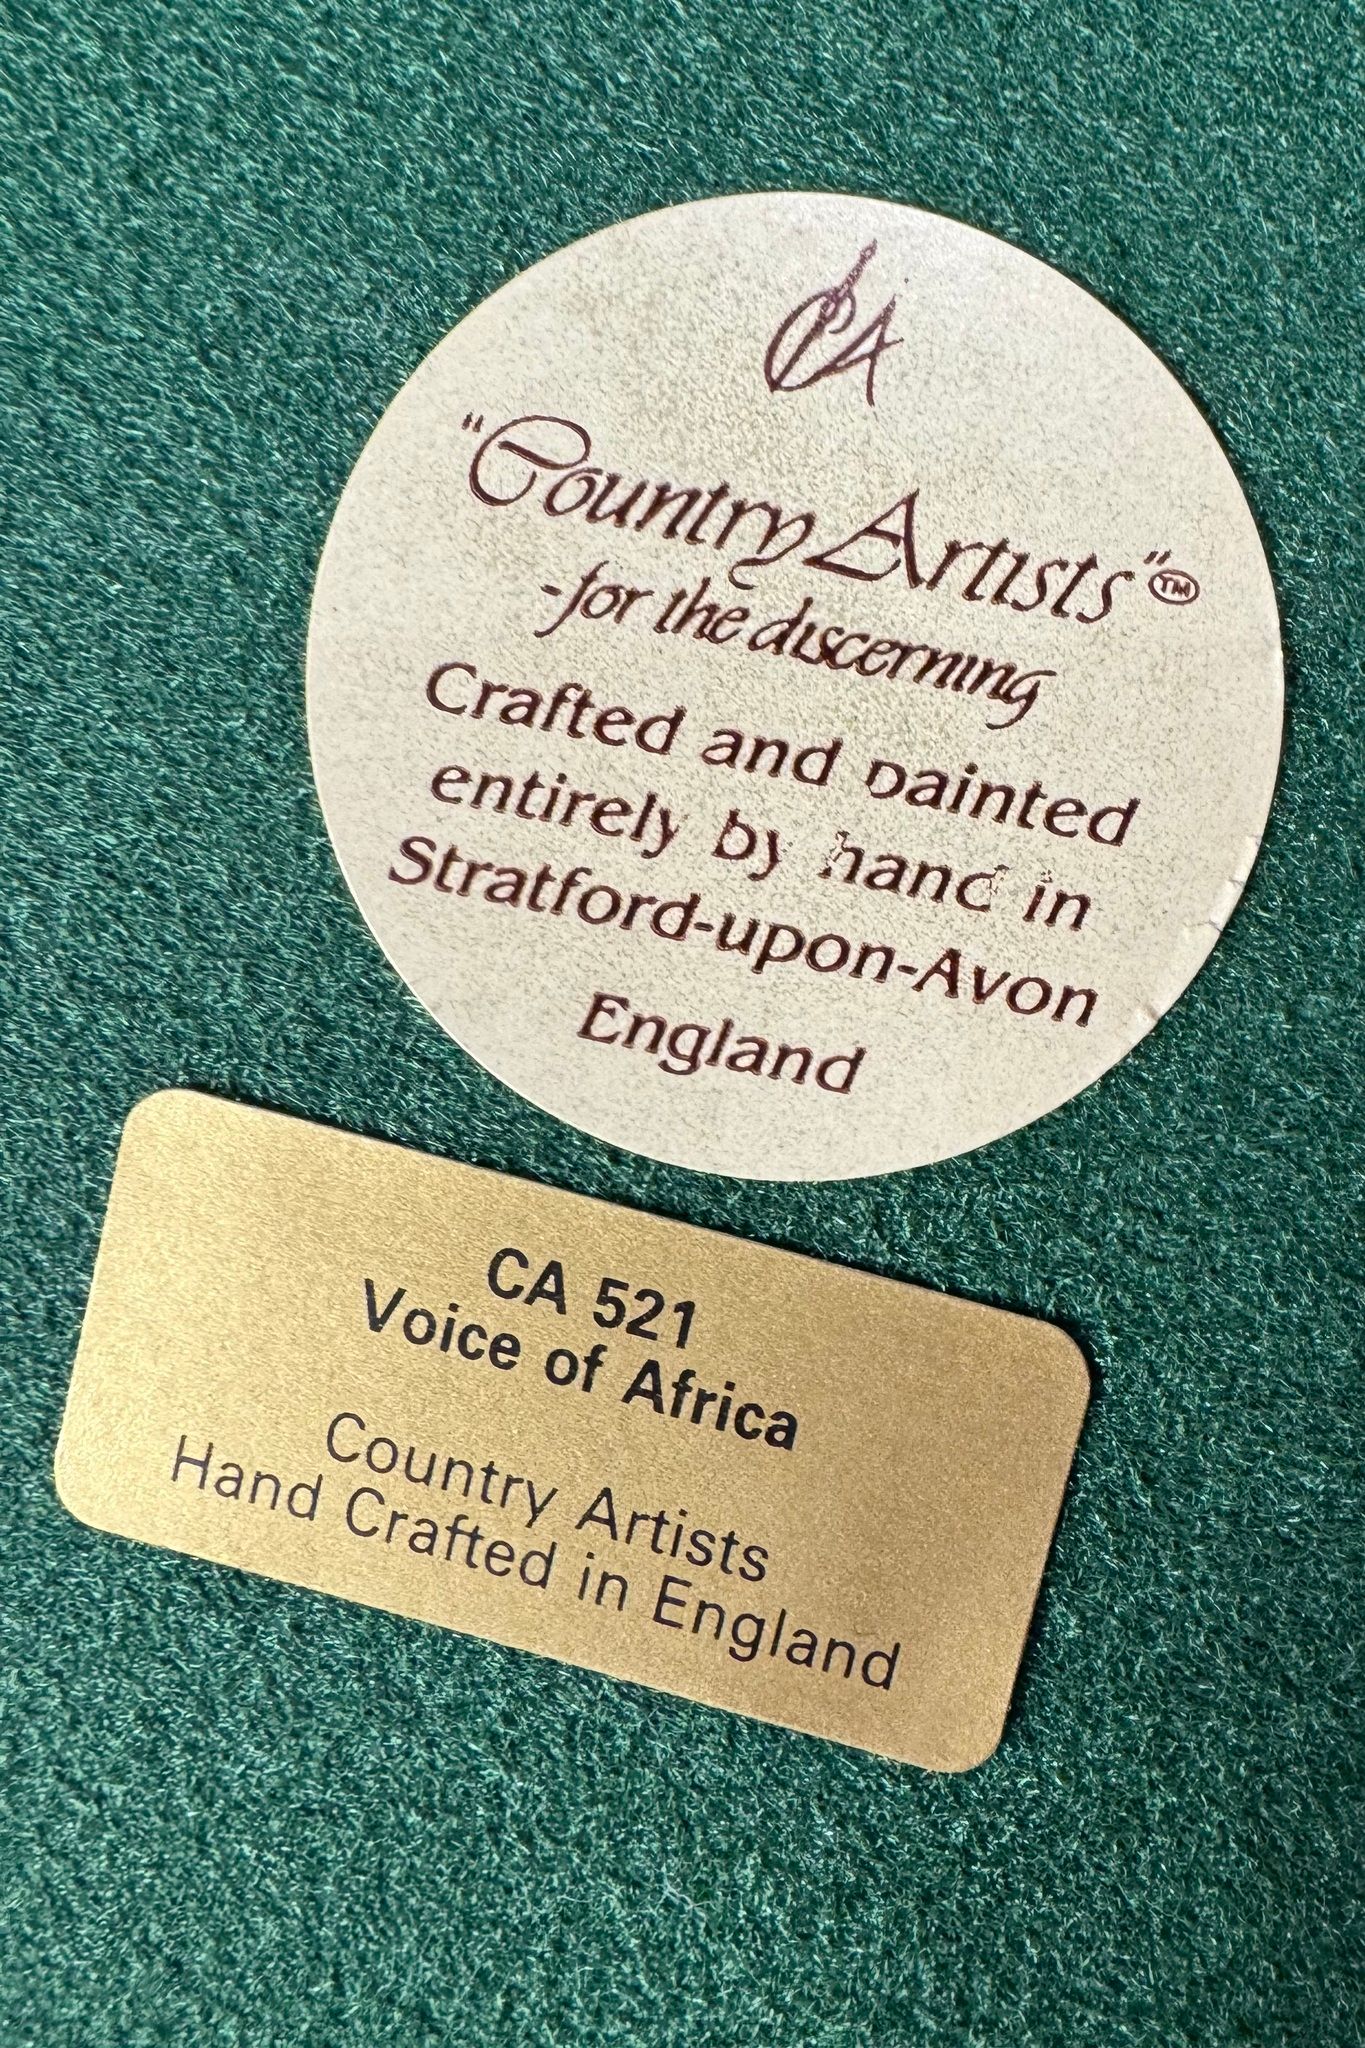 CA
"Country Artists"™
-for the discerning
Crafted and painted
entirely by hand in
Stratford-upon-Avon
England
CA 521
Voice of Africa
Country Artists
Hand Crafted in England